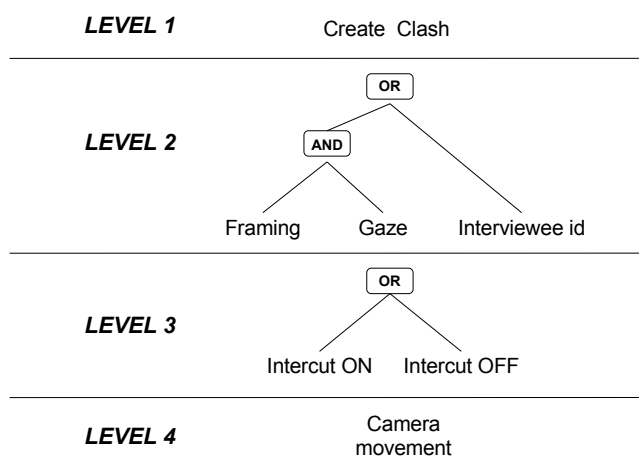 LEVEL 1
Create Clash
OR
LEVEL 2
AND
Framing Gaze Interviewee id
OR
LEVEL 3
Intercut ON Intercut OFF
LEVEL 4
Camera
movement